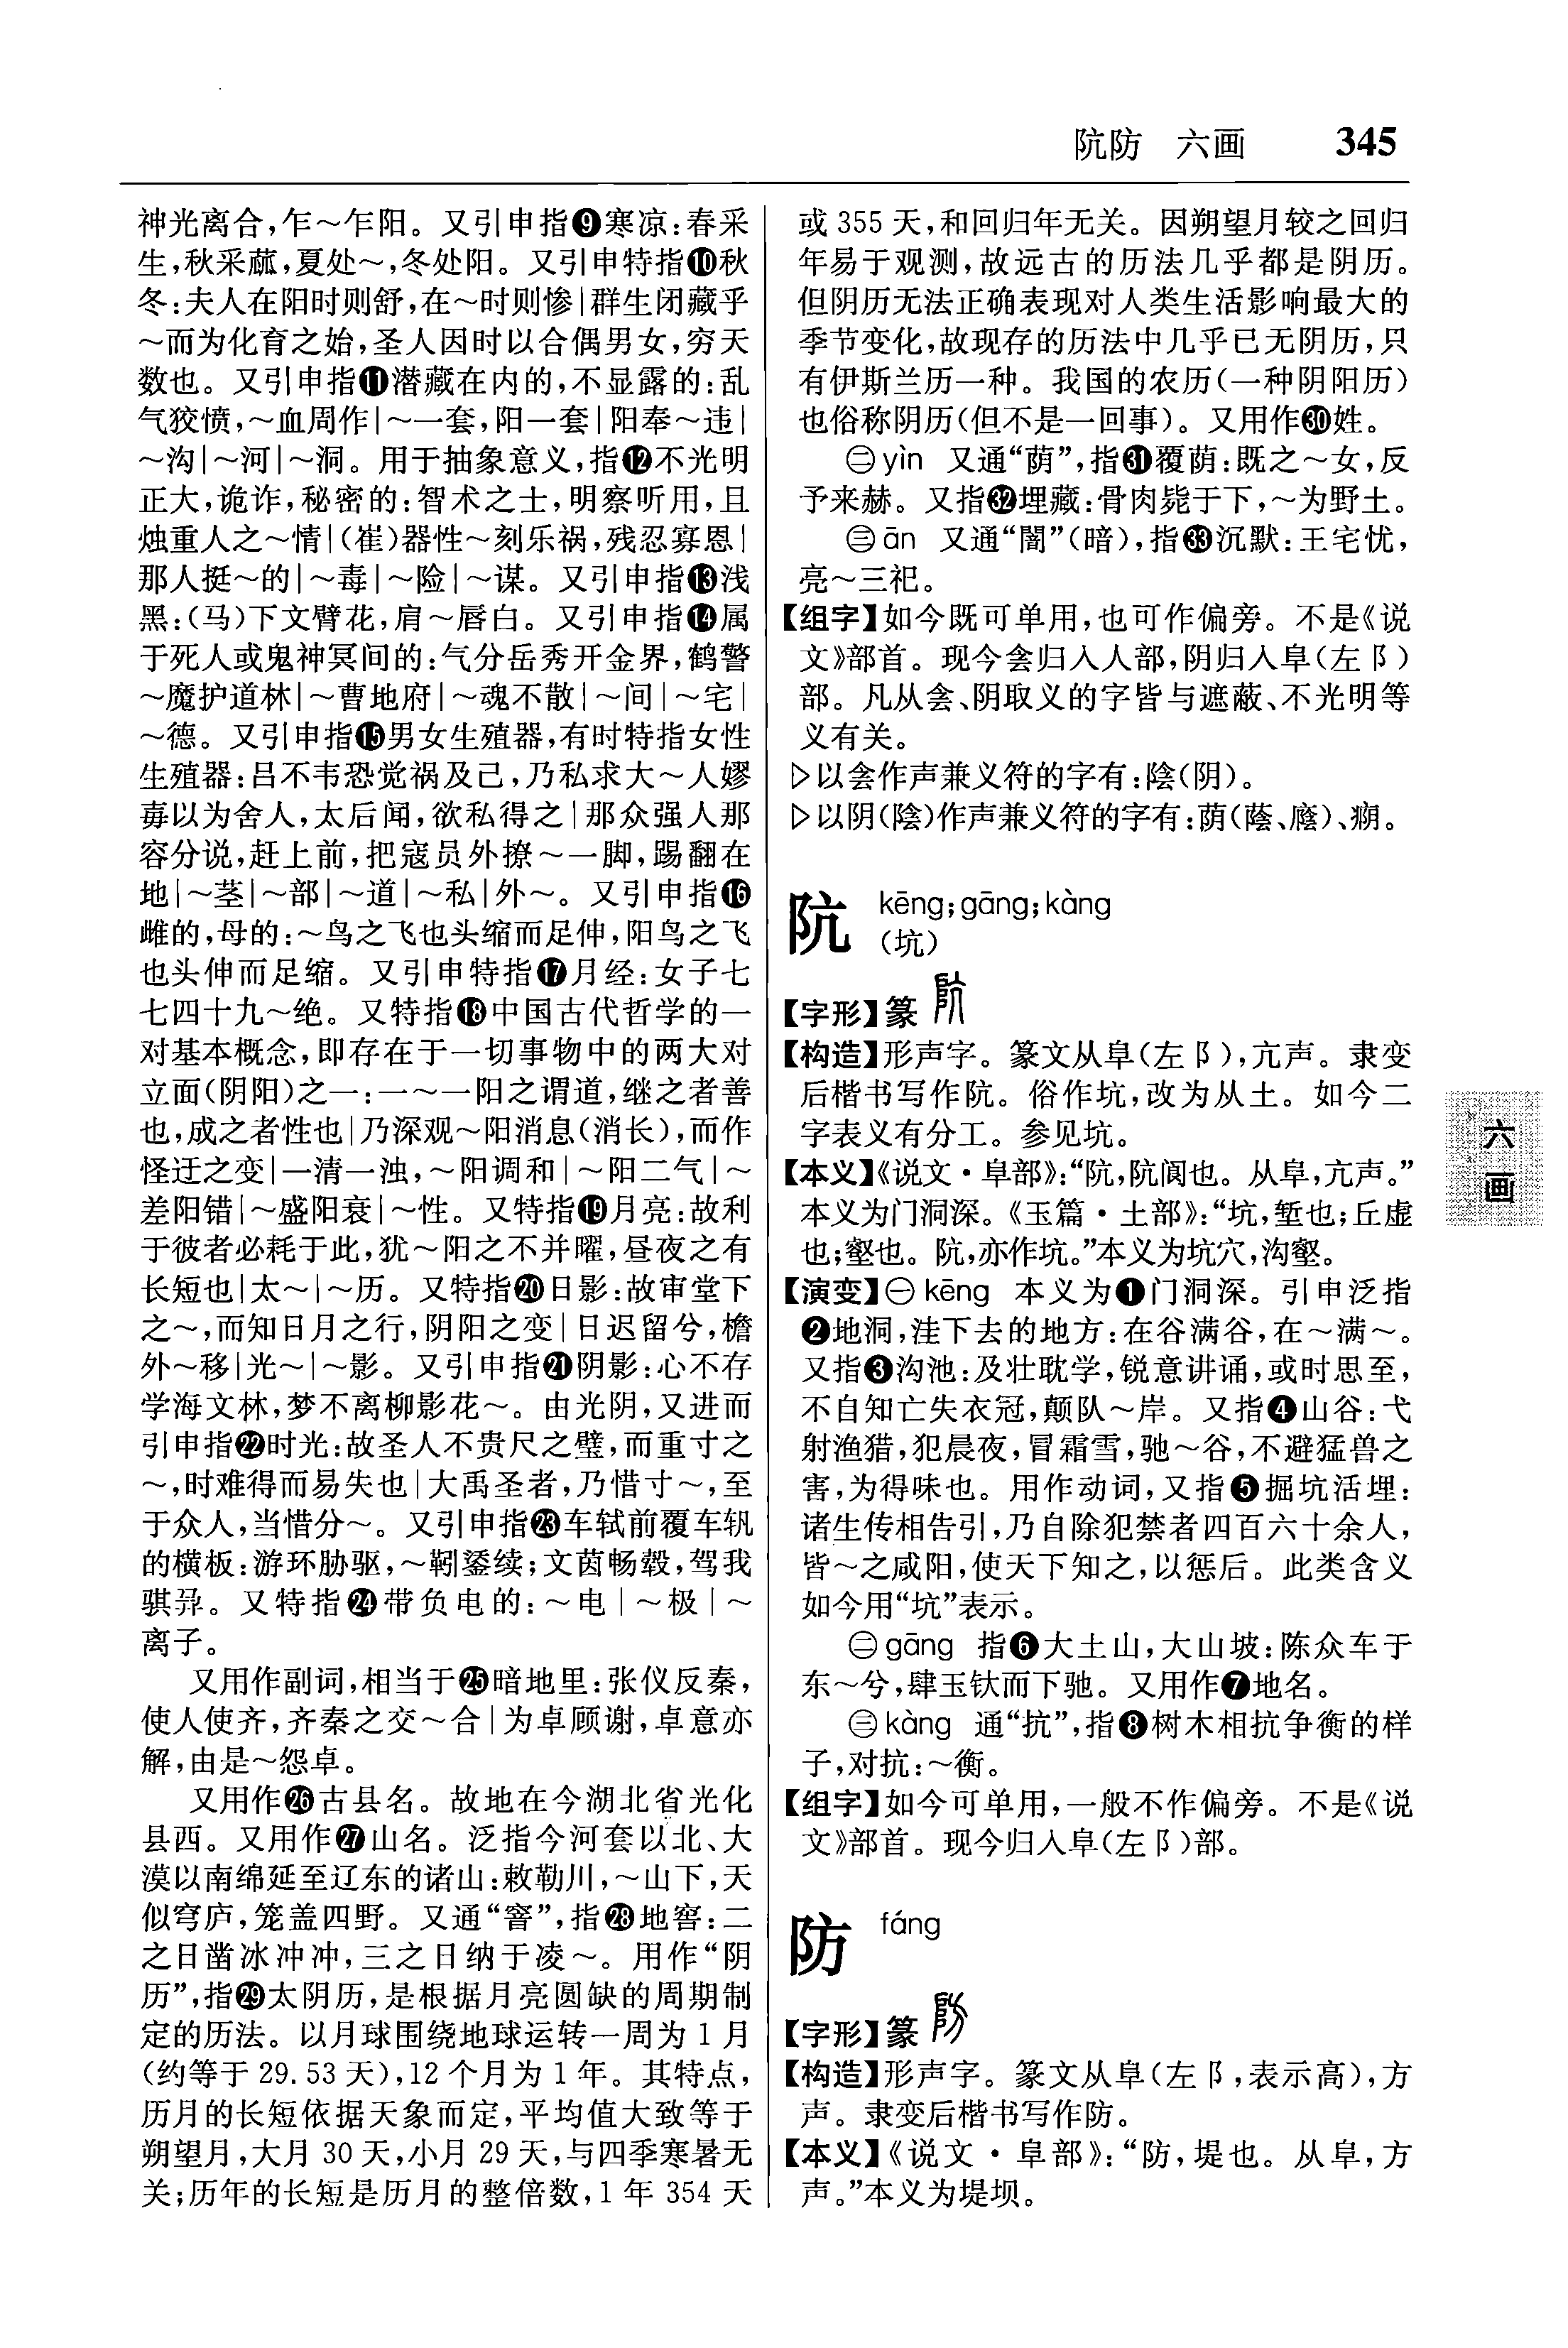 阬防 六画 345
神光离合,乍～乍阳。又引申指❾寒凉:春采
生,秋采蓏,夏处～,冬处阳。又引申特指❿秋
冬:夫人在阳时则舒,在～时则惨|群生闭藏乎
～而为化育之始,圣人因时以合偶男女,穷天
数也。又引申指⓫潜藏在内的,不显露的:乱
气狡愤,～血周作|～一套,阳一套|阳奉～违|
～沟|～河|～洞。用于抽象意义,指⓬不光明
正大,诡诈,秘密的:智术之士,明察听用,且
烛重人之～情|(崔)器性～刻乐祸,残忍寡恩|
那人挺～的|～毒|～险|～谋。又引申指⓭浅
黑:(马)下文臂花,肩～唇白。又引申指⓮属
于死人或鬼神冥间的:气分岳秀开金界,鹤警
～魔护道林|～曹地府|～魂不散|～间|～宅|
～德。又引申指⓯男女生殖器,有时特指女性
生殖器:吕不韦恐觉祸及己,乃私求大～人嫪
毐以为舍人,太后闻,欲私得之|那众强人那
容分说,赶上前,把寇员外撩～一脚,踢翻在
地|～茎|～部|～道|～私|外～。又引申指⓰
雌的,母的:～鸟之飞也头缩而足伸,阳鸟之飞
也头伸而足缩。又引申特指⓱月经:女子七
七四十九～绝。又特指⓲中国古代哲学的一
对基本概念,即存在于一切事物中的两大对
立面(阴阳)之一:一～一阳之谓道,继之者善
也,成之者性也|乃深观～阳消息(消长),而作
怪迂之变|一清一浊,～阳调和|～阳二气|～
差阳错|～盛阳衰|～性。又特指⓳月亮:故利
于彼者必耗于此,犹～阳之不并曜,昼夜之有
长短也|太～|～历。又特指⓴日影:故审堂下
之～,而知日月之行,阴阳之变|日迟留兮,檐
外～移|光～|～影。又引申指㉑阴影:心不存
学海文林,梦不离柳影花～。由光阴,又进而
引申指㉒时光:故圣人不贵尺之璧,而重寸之
～,时难得而易失也|大禹圣者,乃惜寸～,至
于众人,当惜分～。又引申指㉓车轼前覆车轨
的横板:游环胁驱,～靷鋈续;文茵畅毂,驾我
骐馵。又特指㉔带负电的:～电|～极|～
离子。
又用作副词,相当于㉕暗地里:张仪反秦,
使人使齐,齐秦之交～合|为卓顾谢,卓意亦
解,由是～怨卓。
又用作㉖古县名。故地在今湖北省光化
县西。又用作㉗山名。泛指今河套以北、大
漠以南绵延至辽东的诸山:敕勒川,～山下,天
似穹庐,笼盖四野。又通“窨”,指㉘地窖:二
之日凿冰冲冲,三之日纳于凌～。用作“阴
历”,指㉙太阴历,是根据月亮圆缺的周期制
定的历法。以月球围绕地球运转一周为1月
(约等于29.53天),12个月为1年。其特点,
历月的长短依据天象而定,平均值大致等于
朔望月,大月30天,小月29天,与四季寒暑无
关;历年的长短是历月的整倍数,1年354天
或355天,和回归年无关。因朔望月较之回归
年易于观测,故远古的历法几乎都是阴历。
但阴历无法正确表现对人类生活影响最大的
季节变化,故现存的历法中几乎已无阴历,只
有伊斯兰历一种。我国的农历(一种阴阳历)
也俗称阴历(但不是一回事)。又用作㉚姓。
㊁yìn 又通“荫”,指㉛覆荫:既之～女,反
予来赫。又指㉜埋藏:骨肉毙于下,～为野土。
㊂ān 又通“闇”(暗),指㉝沉默:王宅忧,
亮～三祀。
【组字】如今既可单用,也可作偏旁。不是《说
文》部首。现今侌归入人部,阴归入阜(左阝)
部。凡从侌、阴取义的字皆与遮蔽、不光明等
义有关。
▷以侌作声兼义符的字有:陰(阴)。
▷以阴(陰)作声兼义符的字有:荫(蔭、廕)、癊。
阬 kēng;gāng;kàng
(坑)
【字形】篆
【构造】形声字。篆文从阜(左阝),亢声。隶变
后楷书写作阬。俗作坑,改为从土。如今二
字表义有分工。参见坑。
【本义】《说文·阜部》:“阬,阬阆也。从阜,亢声。”
本义为门洞深。《玉篇·土部》:“坑,堑也;丘虚
也;壑也。阬,亦作坑。”本义为坑穴,沟壑。
【演变】㊀kēng 本义为❶门洞深。引申泛指
❷地洞,洼下去的地方:在谷满谷,在～满～。
又指❸沟池:及壮耽学,锐意讲诵,或时思至,
不自知亡失衣冠,颠队～岸。又指❹山谷:弋
射渔猎,犯晨夜,冒霜雪,驰～谷,不避猛兽之
害,为得味也。用作动词,又指❺掘坑活埋:
诸生传相告引,乃自除犯禁者四百六十余人,
皆～之咸阳,使天下知之,以惩后。此类含义
如今用“坑”表示。
㊁gāng 指❻大土山,大山坡:陈众车于
东～兮,肆玉钛而下驰。又用作❼地名。
㊂kàng 通“抗”,指❽树木相抗争衡的样
子,对抗:～衡。
【组字】如今可单用,一般不作偏旁。不是《说
文》部首。现今归入阜(左阝)部。
防 fáng
【字形】篆
【构造】形声字。篆文从阜(左阝,表示高),方
声。隶变后楷书写作防。
【本义】《说文·阜部》:“防,堤也。从阜,方
声。”本义为堤坝。
六画